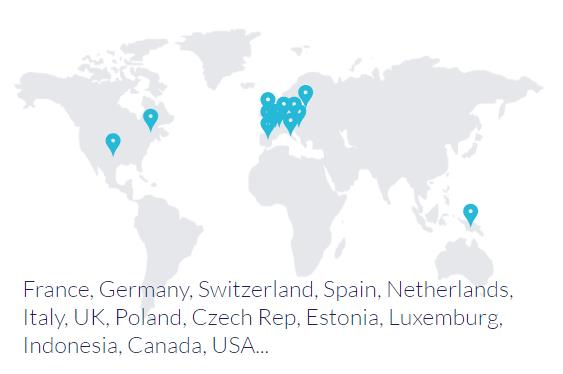 France, Germany, Switzerland, Spain, Netherlands,
Italy, UK, Poland, Czech Rep, Estonia, Luxemburg,
Indonesia, Canada, USA...